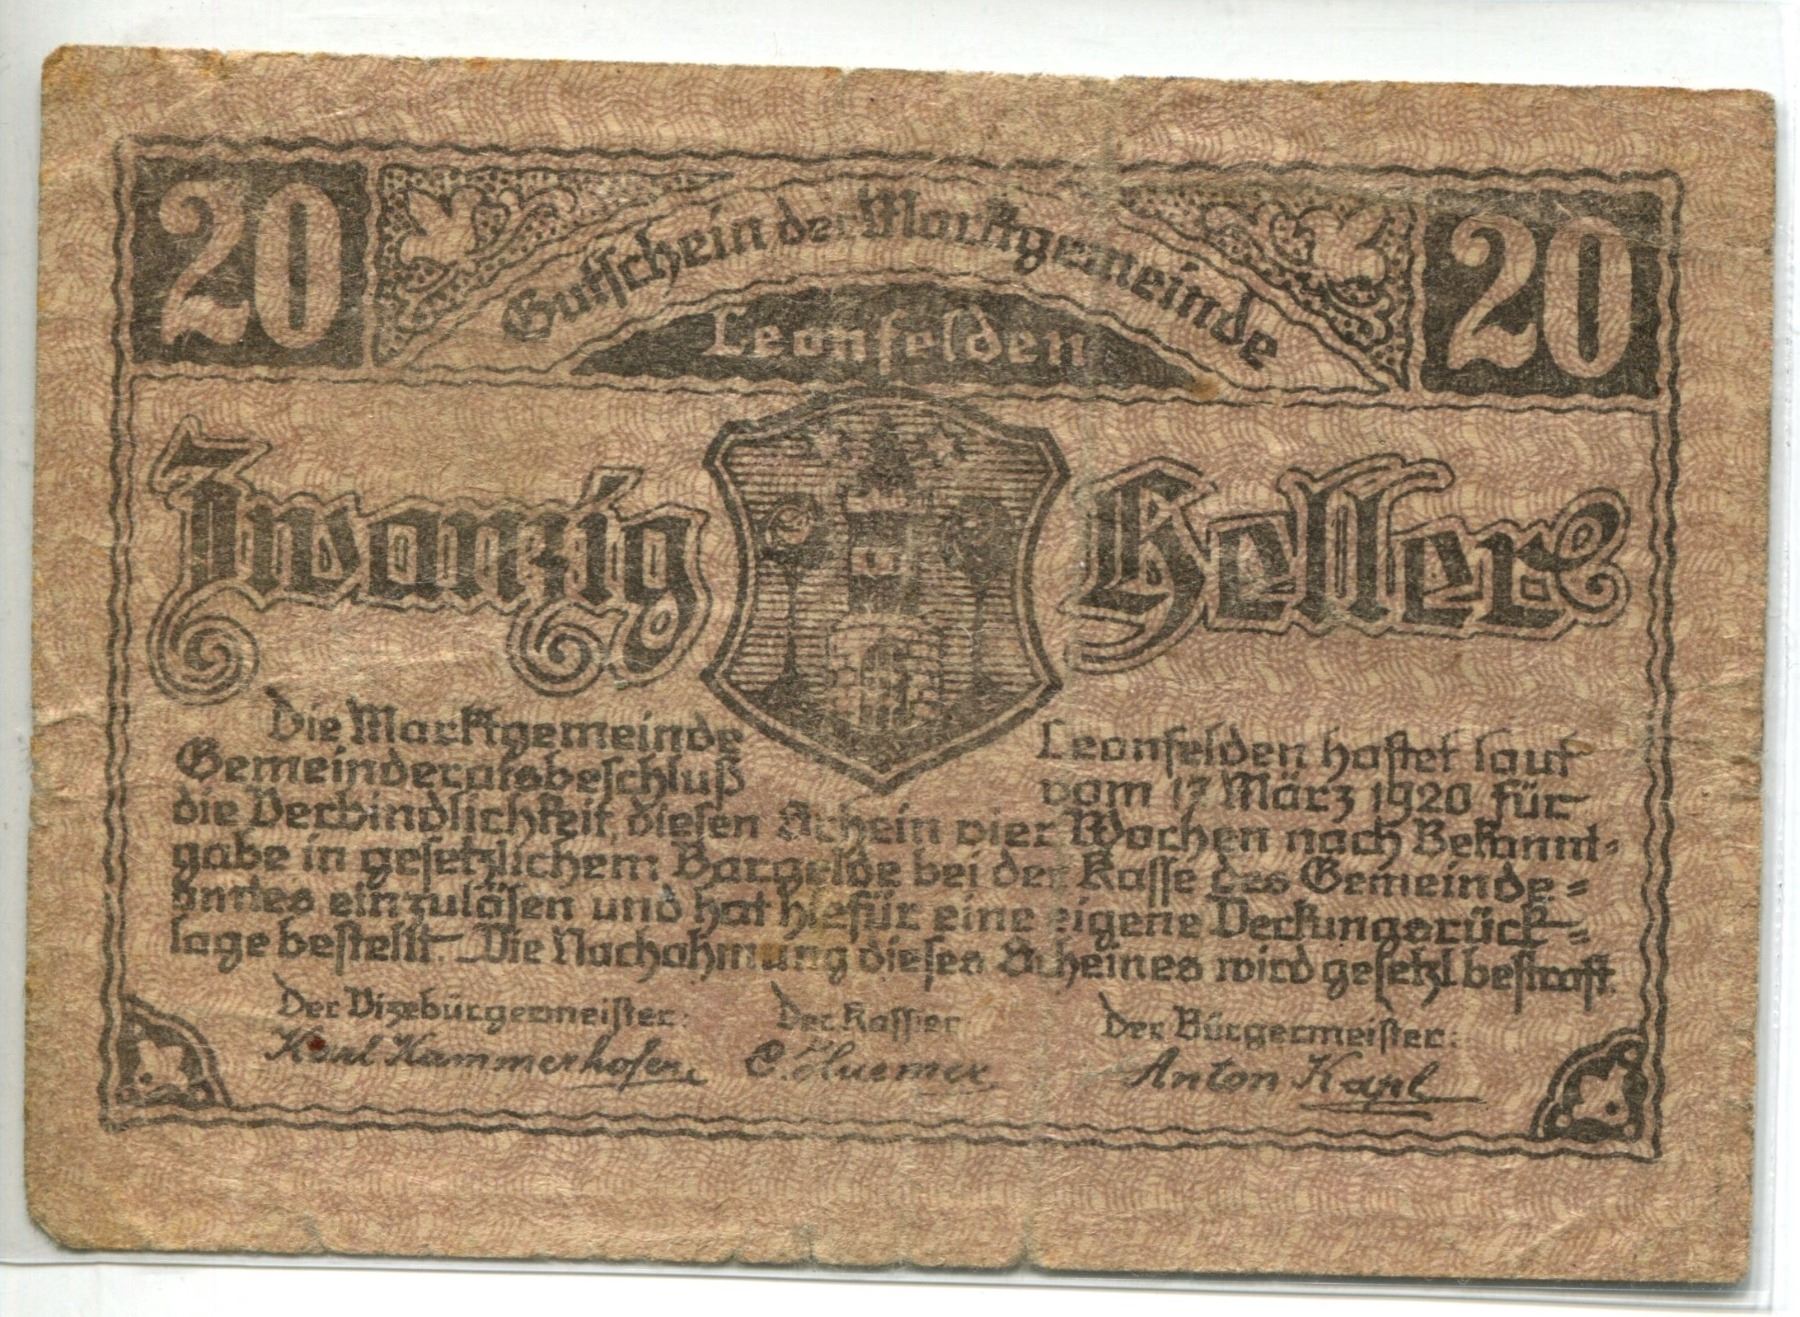 20 Gutschein der Marktgemeinde 20
Leonfelden
Zwanzig Heller
Die Marktgemeinde Leonfelden haftet laut
Gemeinderatsbeschluß vom 17 März 1920 für
die Verbindlichkeit, diesen Schein vier Wochen nach Bekannt-
gabe in gesetzlichem Bargelde bei der Kasse des Gemeinde-
amtes einzulösen und hat hiefür eine eigene Deckungsrück-
lage bestellt. Die Nachahmung dieses Scheines wird gesetzl bestraft.
Der Vizebürgermeister: Der Kassier: Der Bürgermeister:
Karl Kammerhofer C. Huemer Anton Kapl